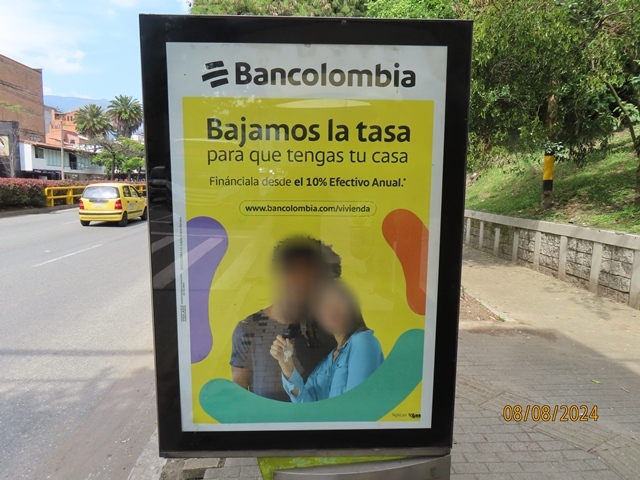 Bancolombia
Bajamos la tasa
para que tengas tu casa
Finánciala desde el 10% Efectivo Anual.*
www.bancolombia.com/vivienda
08/08/2024